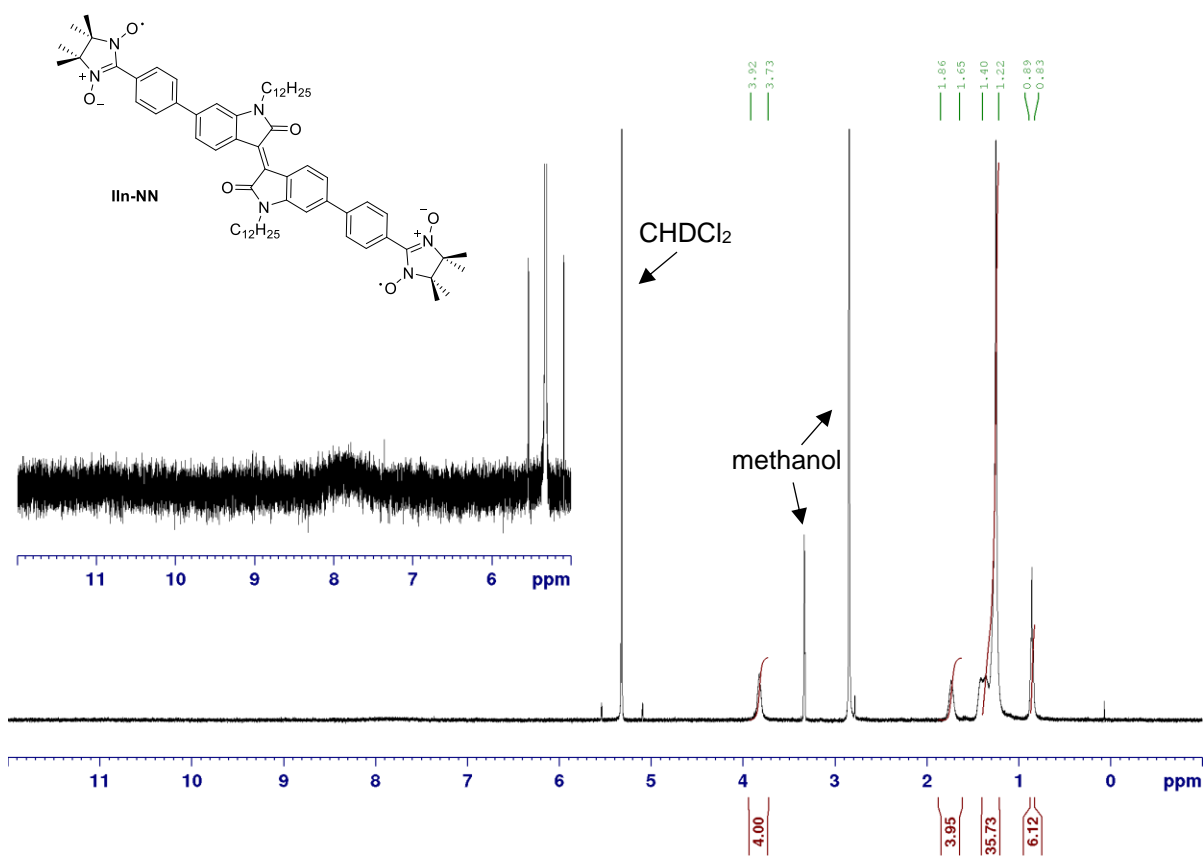 O•
N
+
N
O−
C12H25
N
O
IIn-NN
O
N
C12H25
−
O
+
N
N
•O
3.92
3.73
1.86
1.65
1.40
1.22
0.89
0.83
CHDCl2
methanol
11 10 9 8 7 6 ppm
11 10 9 8 7 6 5 4 3 2 1 0 ppm
4.00
3.95
35.73
6.12